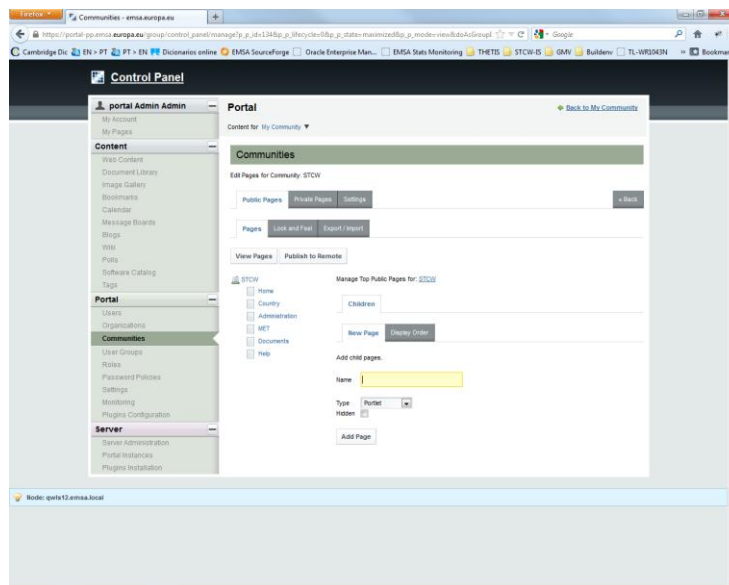 Firefox
Communities - emsa.europa.eu
https://portal-pp.emsa.europa.eu/group/control_panel/manage?p_p_id=134&p_p_lifecycle=0&p_p_state=maximized&p_p_mode=view&doAsGroupI
Google
Cambridge Dic EN > PT PT > EN Dicionarios online EMSA SourceForge Oracle Enterprise Man... EMSA Stats Monitoring THETIS STCW-IS GMV Buildenv TL-WR1043N Bookmar
Control Panel
portal Admin Admin
My Account
My Pages
Content
Web Content
Document Library
Image Gallery
Bookmarks
Calendar
Message Boards
Blogs
Wiki
Polls
Software Catalog
Tags
Portal
Users
Organizations
Communities
User Groups
Roles
Password Policies
Settings
Monitoring
Plugins Configuration
Server
Server Administration
Portal Instances
Plugins Installation
Portal
Back to My Community
Content for My Community ▼
Communities
Edit Pages for Community: STCW
Public Pages Private Pages Settings
« Back
Pages Look and Feel Export / Import
View Pages Publish to Remote
STCW
Home
Country
Administration
MET
Documents
Help
Manage Top Public Pages for: STCW
Children
New Page Display Order
Add child pages.
Name
Type Portlet
Hidden
Add Page
Node: qwls12.emsa.local